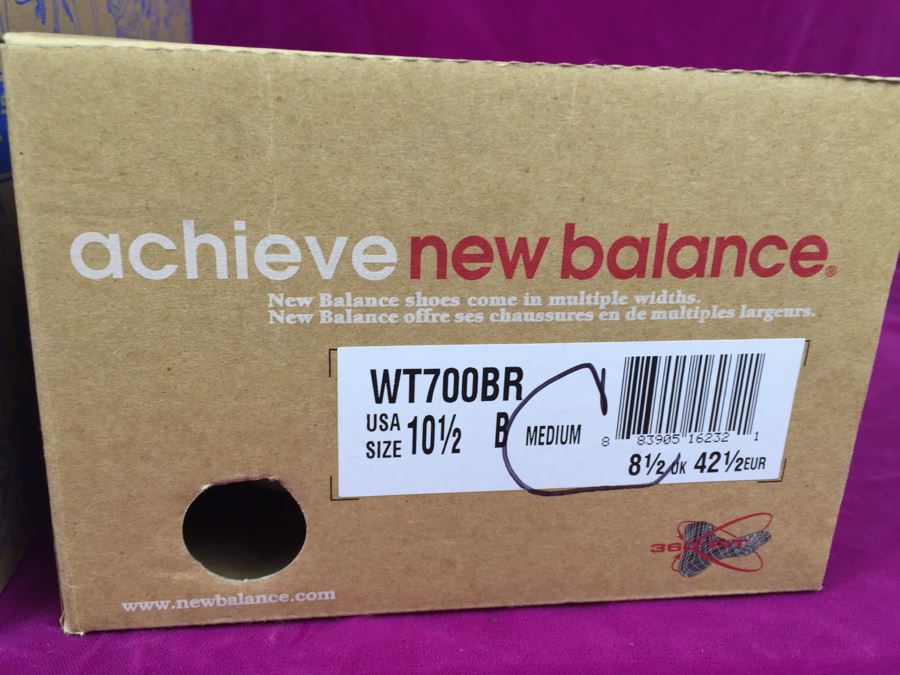 achieve new balance®
New Balance shoes come in multiple widths.
New Balance offre ses chaussures en de multiples largeurs.
WT700BR
USA SIZE 10½ B MEDIUM
8 83905 16232 1
8½ UK 42½ EUR
www.newbalance.com